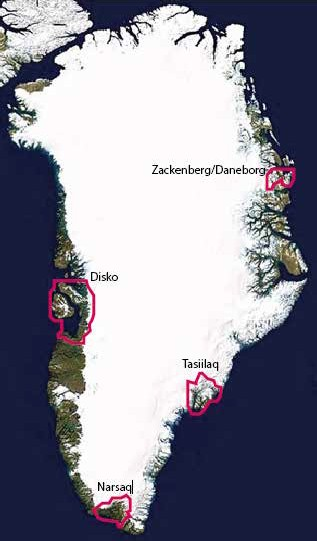 Zackenberg/Daneborg
Disko
Tasiilaq
Narsaq